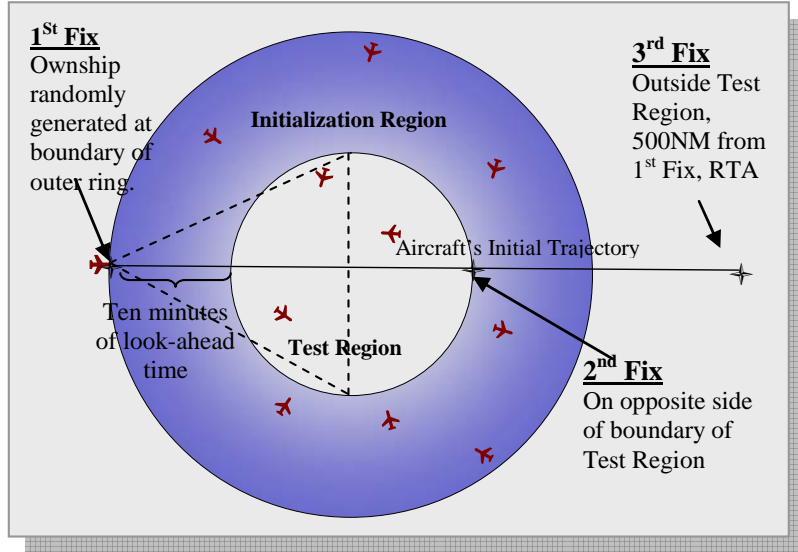 1St Fix
Ownship
randomly
generated at
boundary of
outer ring.
Initialization Region
3rd Fix
Outside Test
Region,
500NM from
1st Fix, RTA
Aircraft's Initial Trajectory
Ten minutes
of look-ahead
time
Test Region
2nd Fix
On opposite side
of boundary of
Test Region